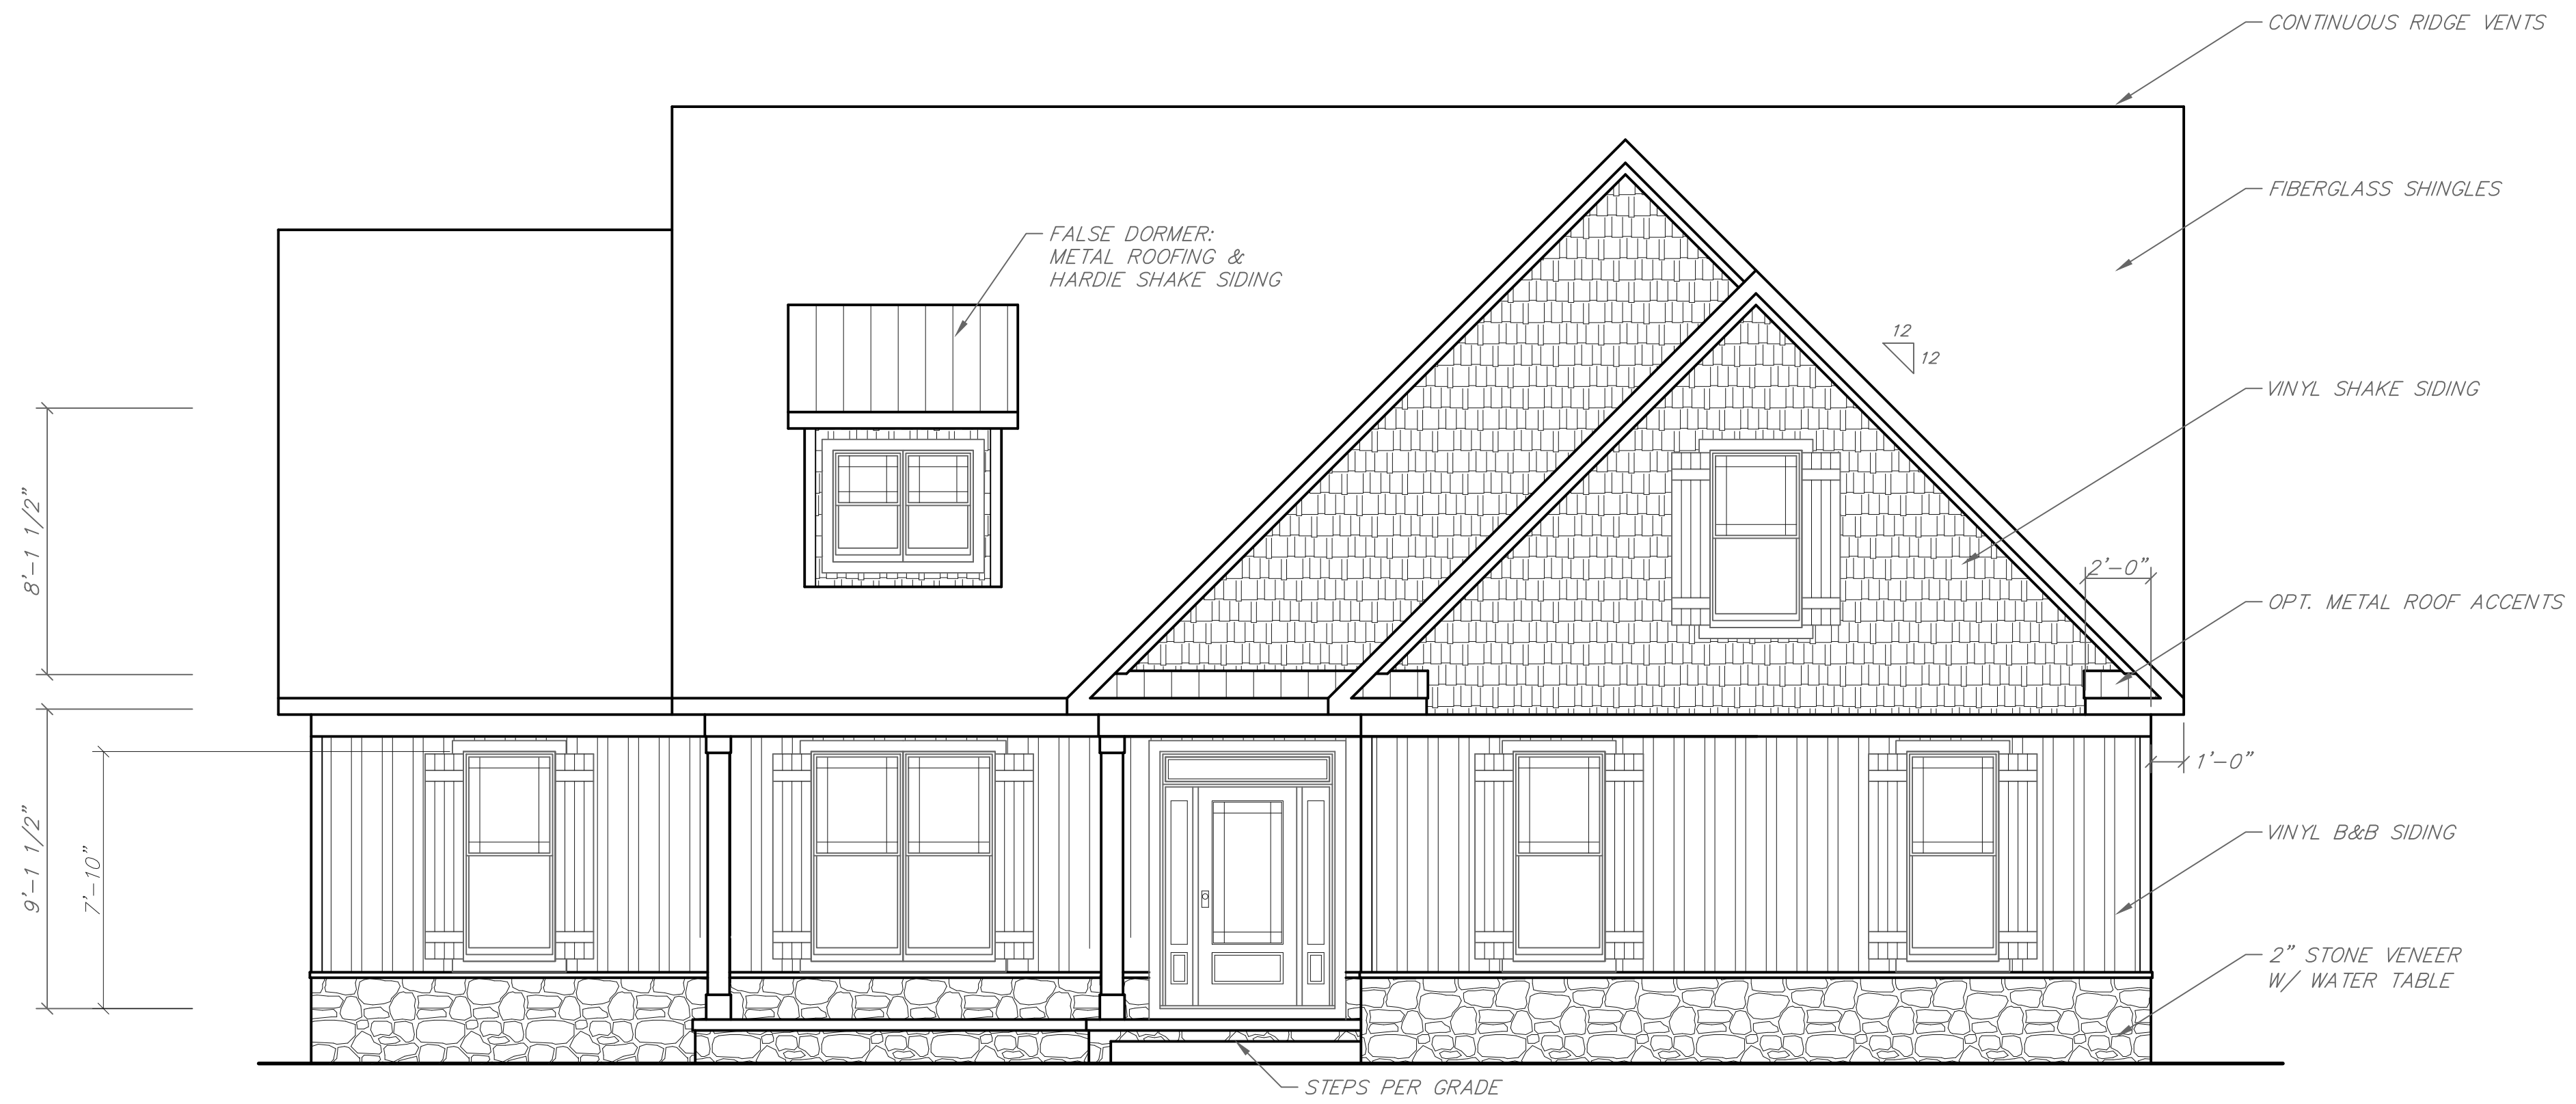 CONTINUOUS RIDGE VENTS
FIBERGLASS SHINGLES
FALSE DORMER:
METAL ROOFING &
HARDIE SHAKE SIDING
12
12
VINYL SHAKE SIDING
8'-1 1/2"
2'-0"
OPT. METAL ROOF ACCENTS
1'-0"
9'-1 1/2"
7'-10"
VINYL B&B SIDING
2" STONE VENEER
W/ WATER TABLE
STEPS PER GRADE